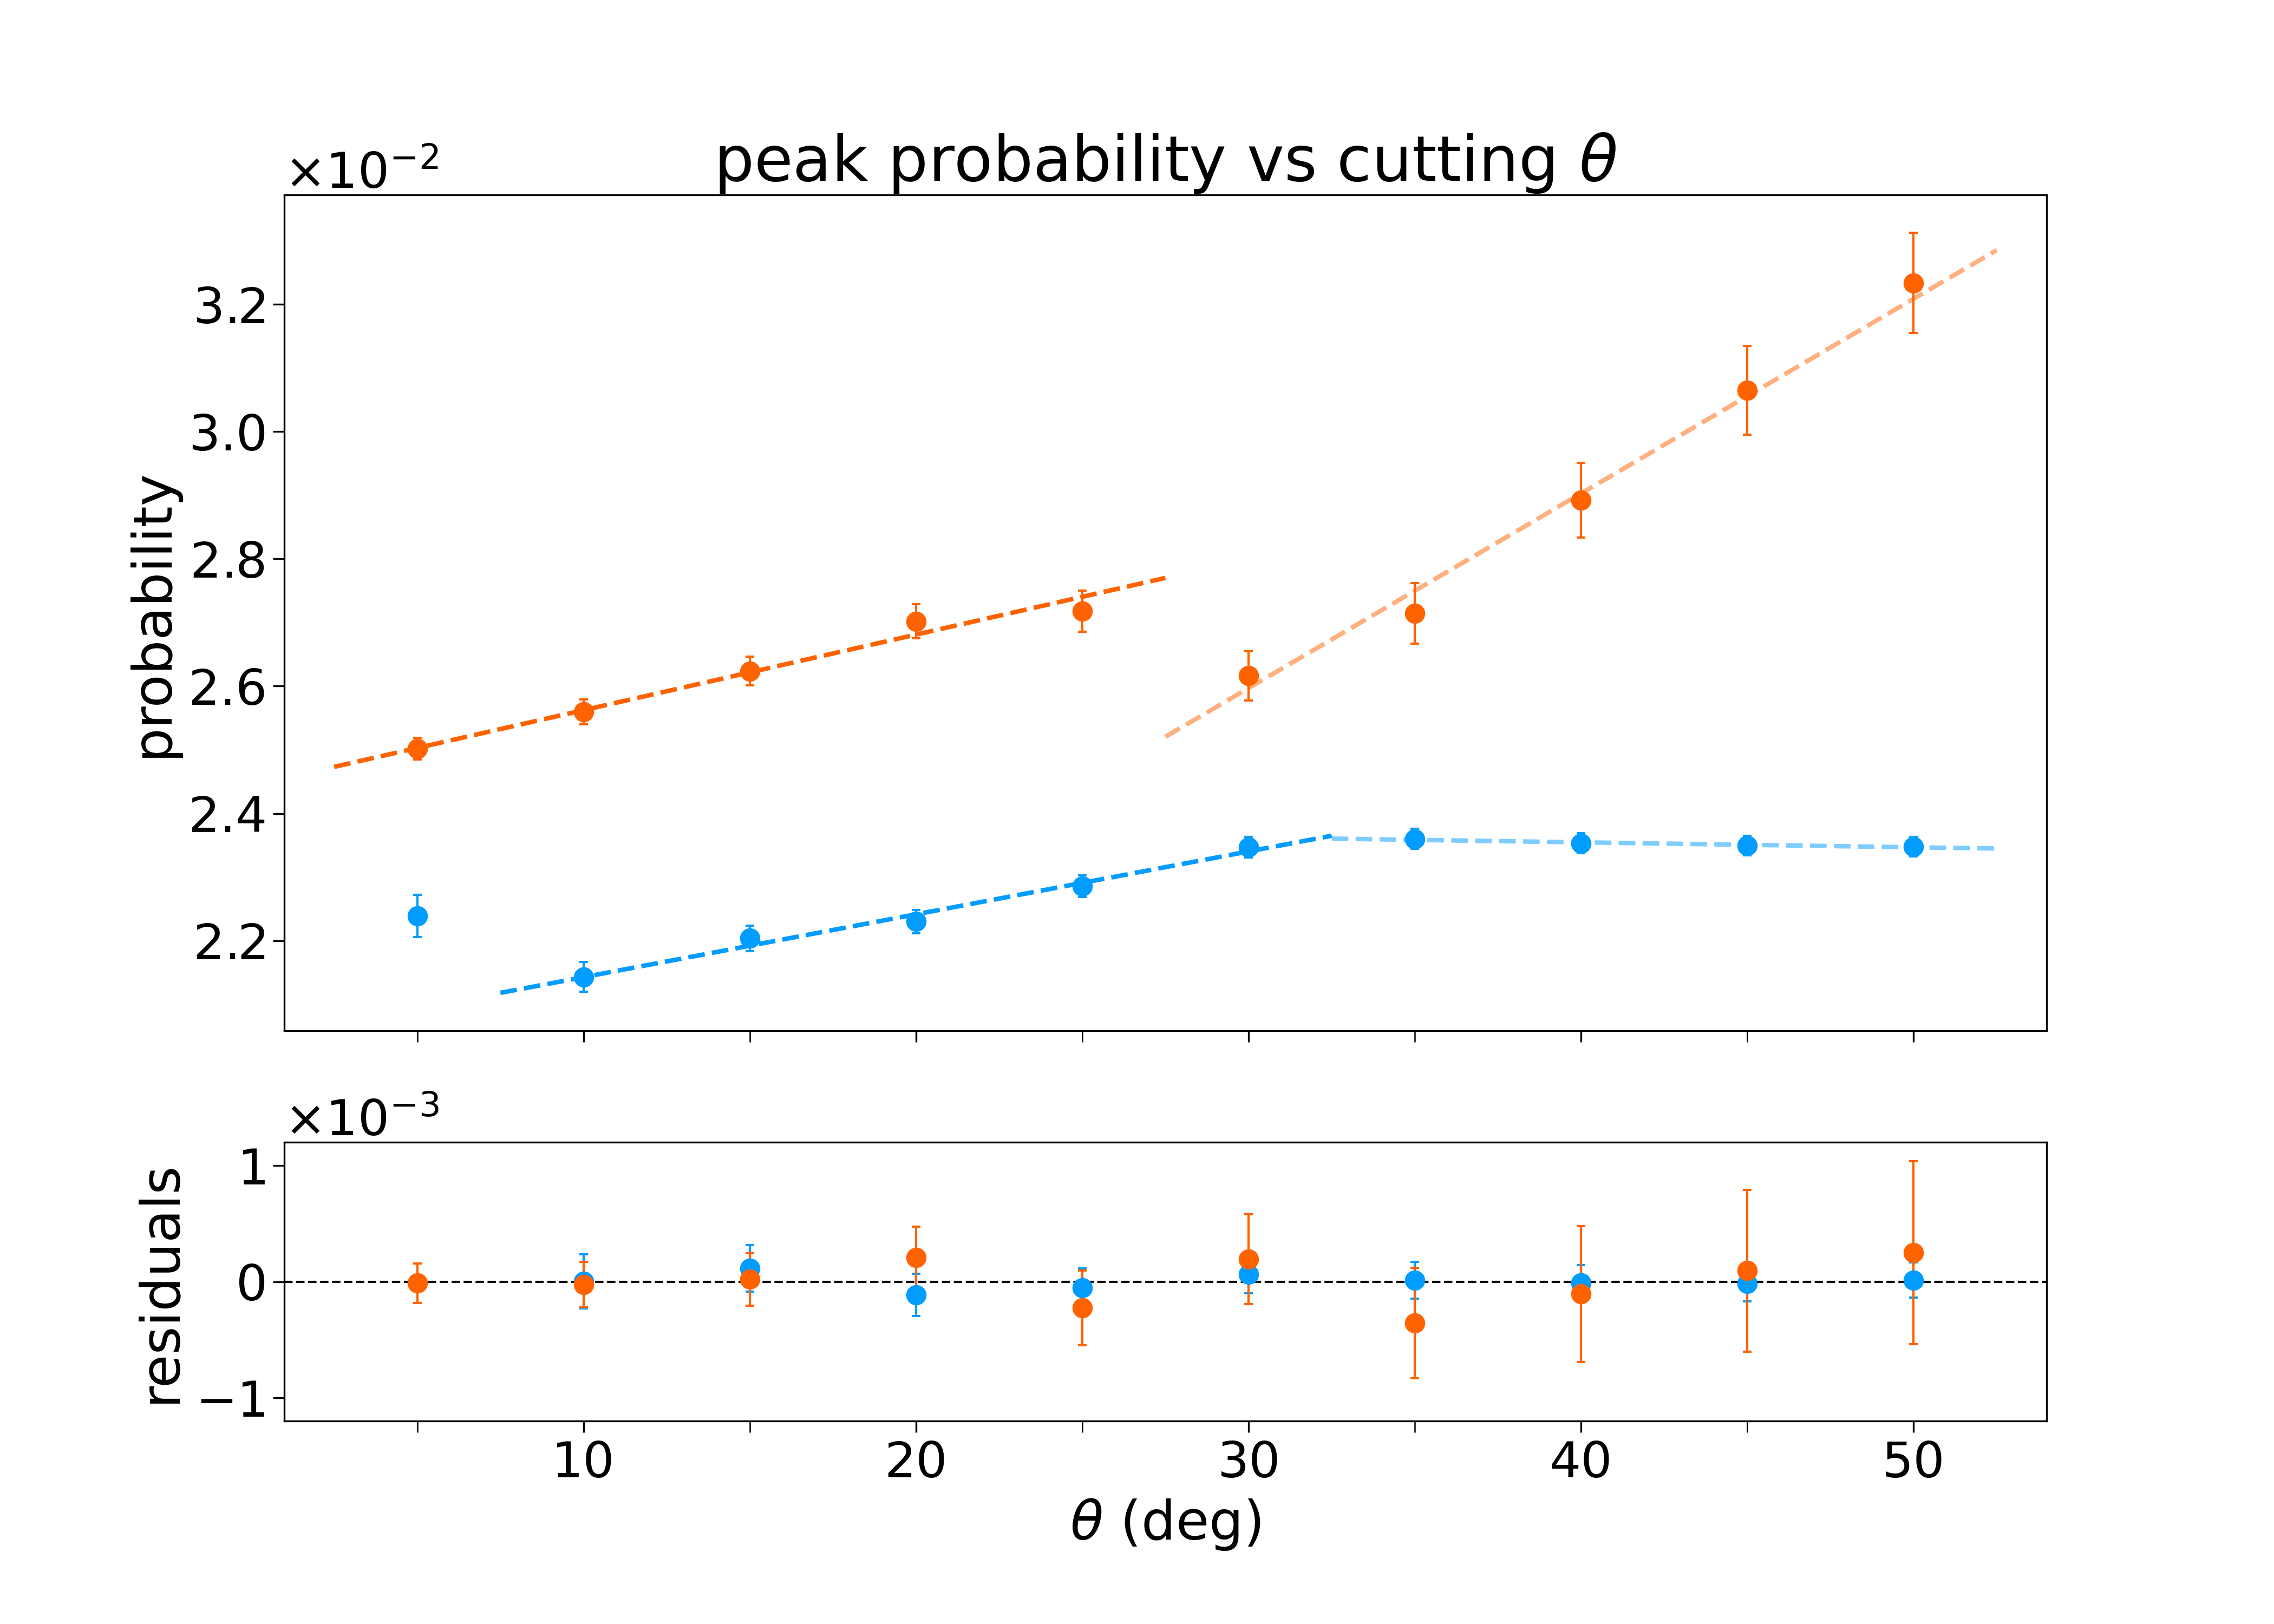 peak probability vs cutting θ
×10⁻²
probability
3.2
3.0
2.8
2.6
2.4
2.2
×10⁻³
residuals
1
0
−1
10 20 30 40 50
θ (deg)